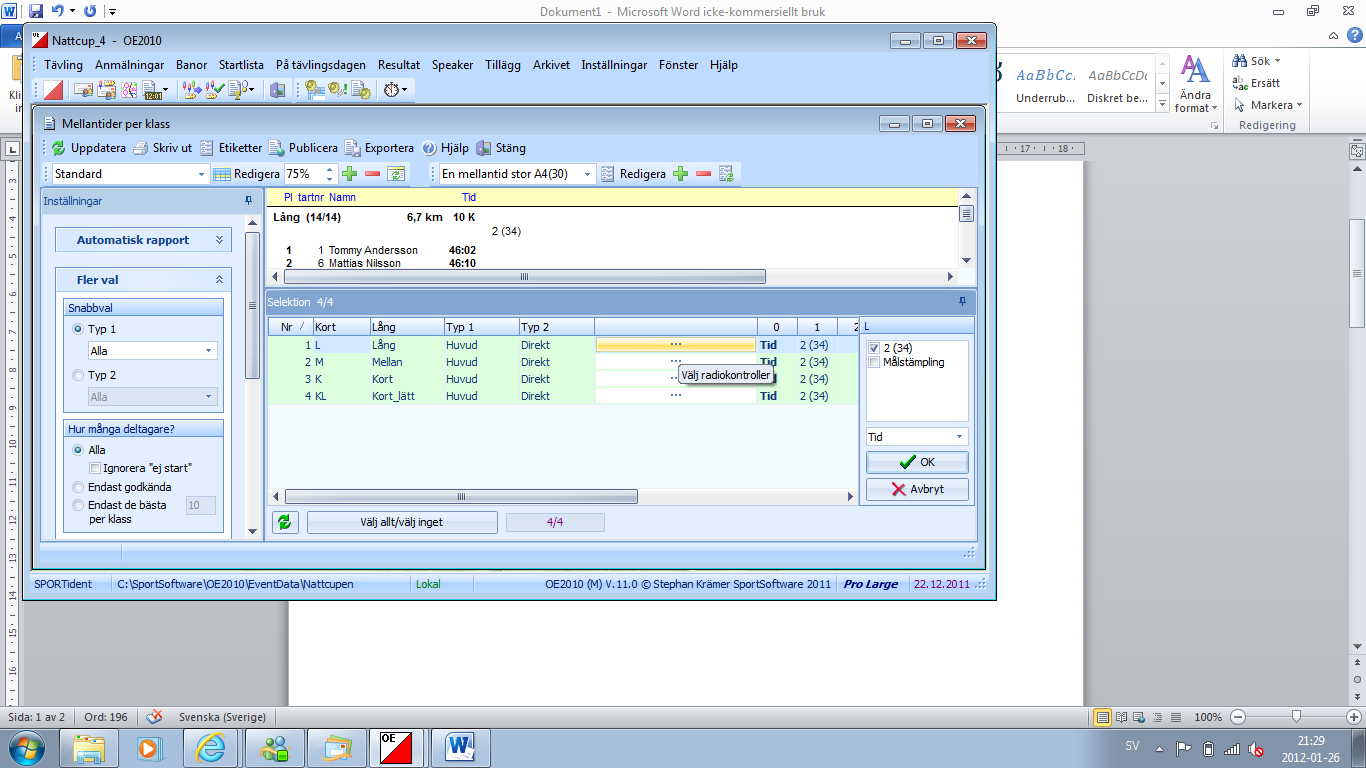 Dokument1 - Microsoft Word icke-kommersiellt bruk
Nattcup_4 - OE2010
Tävling Anmälningar Banor Startlista På tävlingsdagen Resultat Speaker Tillägg Arkivet Inställningar Fönster Hjälp
AaBbCc. AaBbCcDc
Underrub... Diskret be...
Ändra
format
Sök
Ersätt
Markera
Redigering
Mellantider per klass
Uppdatera Skriv ut Etiketter Publicera Exportera Hjälp Stäng
Standard Redigera 75% En mellantid stor A4(30) Redigera
17 18
Inställningar
Automatisk rapport
Fler val
Snabbval
Typ 1
Alla
Typ 2
Alla
Hur många deltagare?
Alla
Ignorera "ej start"
Endast godkända
Endast de bästa 10
per klass
Pl tartnr Namn Tid
Lång (14/14) 6,7 km 10 K
2 (34)
1 1 Tommy Andersson 46:02
2 6 Mattias Nilsson 46:10
Selektion 4/4
Nr / Kort Lång Typ 1 Typ 2 0 1 2
1 L Lång Huvud Direkt ... Tid 2 (34)
2 M Mellan Huvud Direkt ... Tid 2 (34)
3 K Kort Huvud Direkt ... 2 (34)
4 KL Kort_lätt Huvud Direkt ... Tid 2 (34)
Välj radiokontroller
L
2 (34)
Målstämpling
Tid
OK
Avbryt
Välj allt/välj inget 4/4
SPORTident C:\SportSoftware\OE2010\EventData\Nattcupen Lokal OE2010 (M) V.11.0 © Stephan Krämer SportSoftware 2011 Pro Large 22.12.2011
Sida: 1 av 2 Ord: 196 Svenska (Sverige) 100%
SV 21:29
2012-01-26